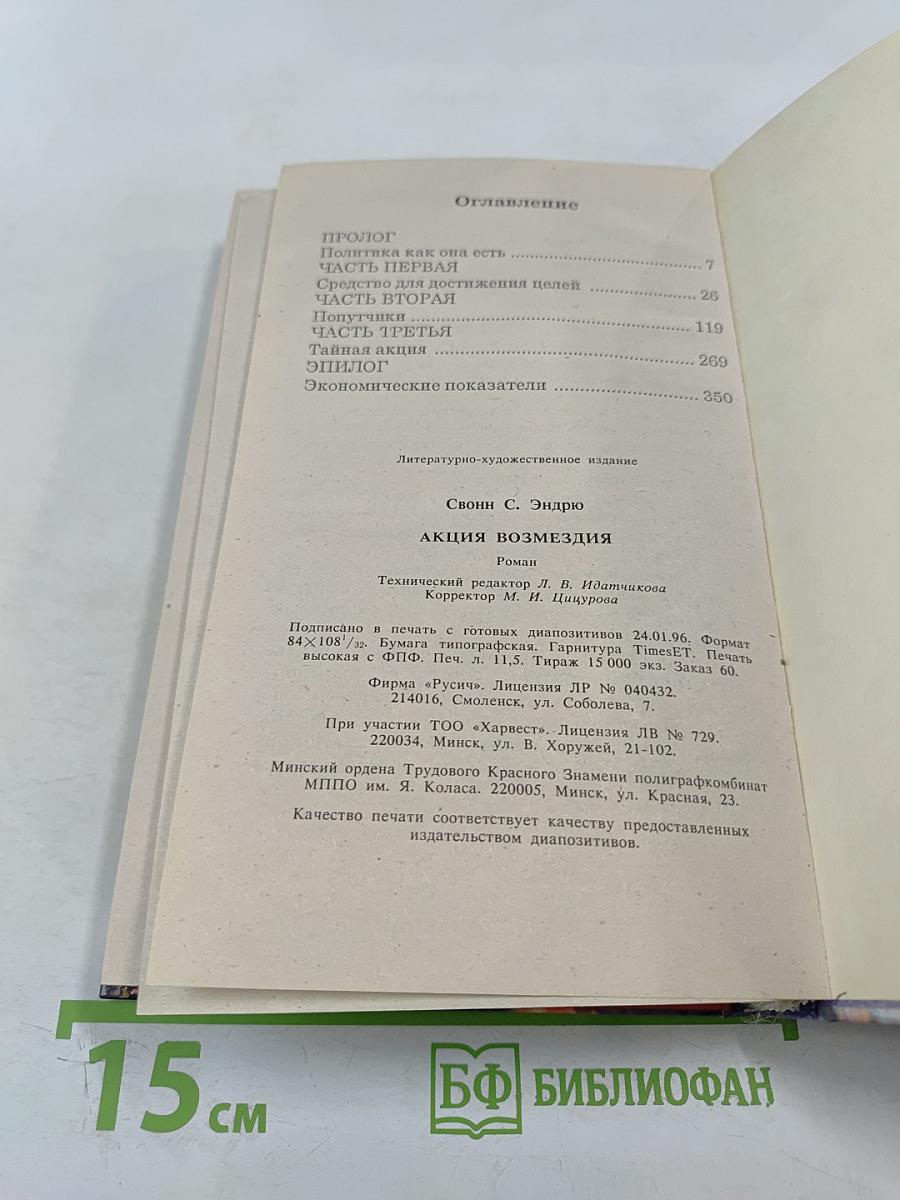 Оглавление
ПРОЛОГ
Политика как она есть ........ 7
ЧАСТЬ ПЕРВАЯ
Средство для достижения целей ........ 26
ЧАСТЬ ВТОРАЯ
Попутчики ........ 119
ЧАСТЬ ТРЕТЬЯ
Тайная акция ........ 269
ЭПИЛОГ
Экономические показатели ........ 350
Литературно-художественное издание
Свонн С. Эндрю
АКЦИЯ ВОЗМЕЗДИЯ
Роман
Технический редактор Л. В. Идатчикова
Корректор М. И. Цицурова
Подписано в печать с готовых диапозитивов 24.01.96. Формат
84×108¹/₃₂. Бумага типографская. Гарнитура TimesET. Печать
высокая с ФПФ. Печ. л. 11,5. Тираж 15 000 экз. Заказ 60.
Фирма «Русич». Лицензия ЛР № 040432.
214016, Смоленск, ул. Соболева, 7.
При участии ТОО «Харвест». Лицензия ЛВ № 729.
220034, Минск, ул. В. Хоружей, 21-102.
Минский ордена Трудового Красного Знамени полиграфкомбинат
МППО им. Я. Коласа. 220005, Минск, ул. Красная, 23.
Качество печати соответствует качеству предоставленных
издательством диапозитивов.
15 см
БФ БИБЛИОФАН